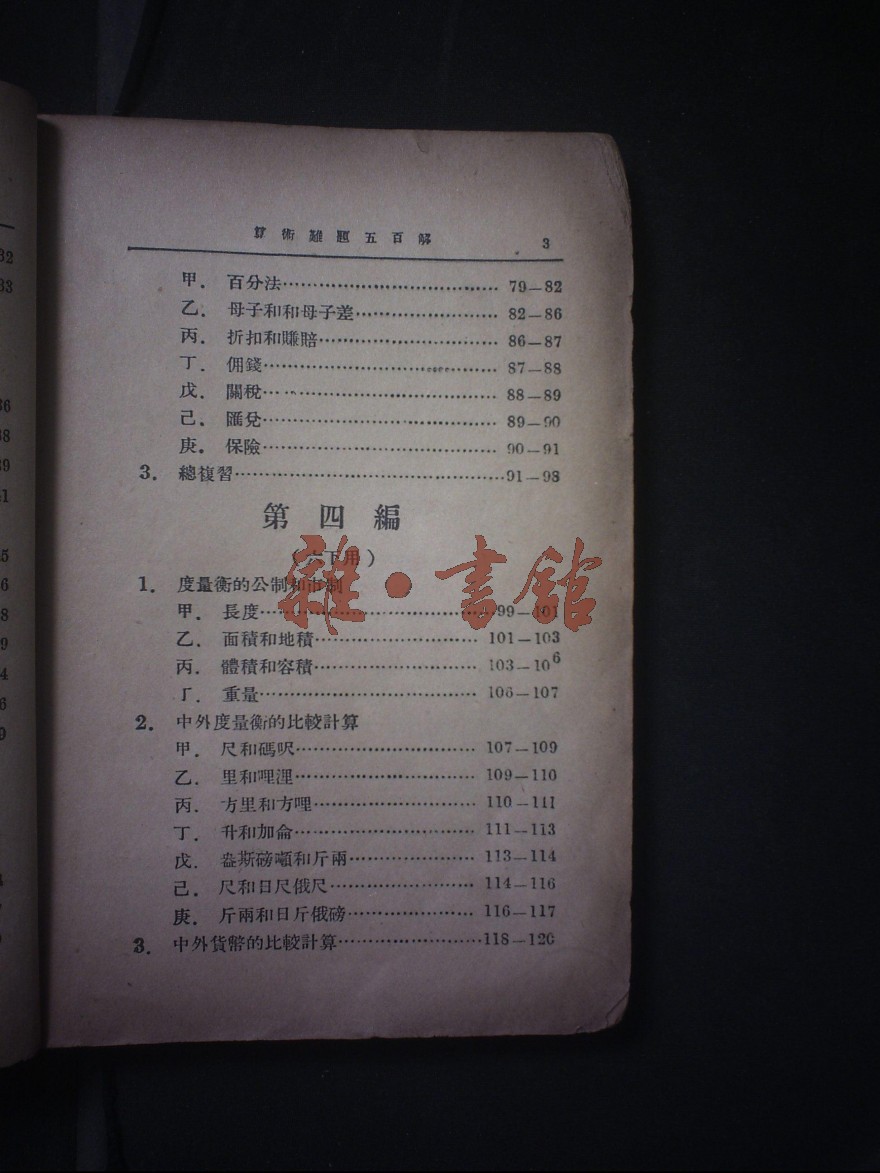 算術難題五百解 3
甲. 百分法 79—82
乙. 母子和和母子差 82—86
丙. 折扣和賺賠 86—87
丁. 佣錢 87—88
戊. 關稅 88—89
己. 匯兌 89—90
庚. 保險 90—91
3. 總複習 91—98
第四編
(六下用)
1. 度量衡的公制和市制
甲. 長度 99—101
乙. 面積和地積 101—103
丙. 體積和容積 103—106
丁. 重量 106—107
2. 中外度量衡的比較計算
甲. 尺和碼呎 107—109
乙. 里和哩浬 109—110
丙. 方里和方哩 110—111
丁. 升和加侖 111—113
戊. 盎斯磅噸和斤兩 113—114
己. 尺和日尺俄尺 114—116
庚. 斤兩和日斤俄磅 116—117
3. 中外貨幣的比較計算 118—120
雜·書館